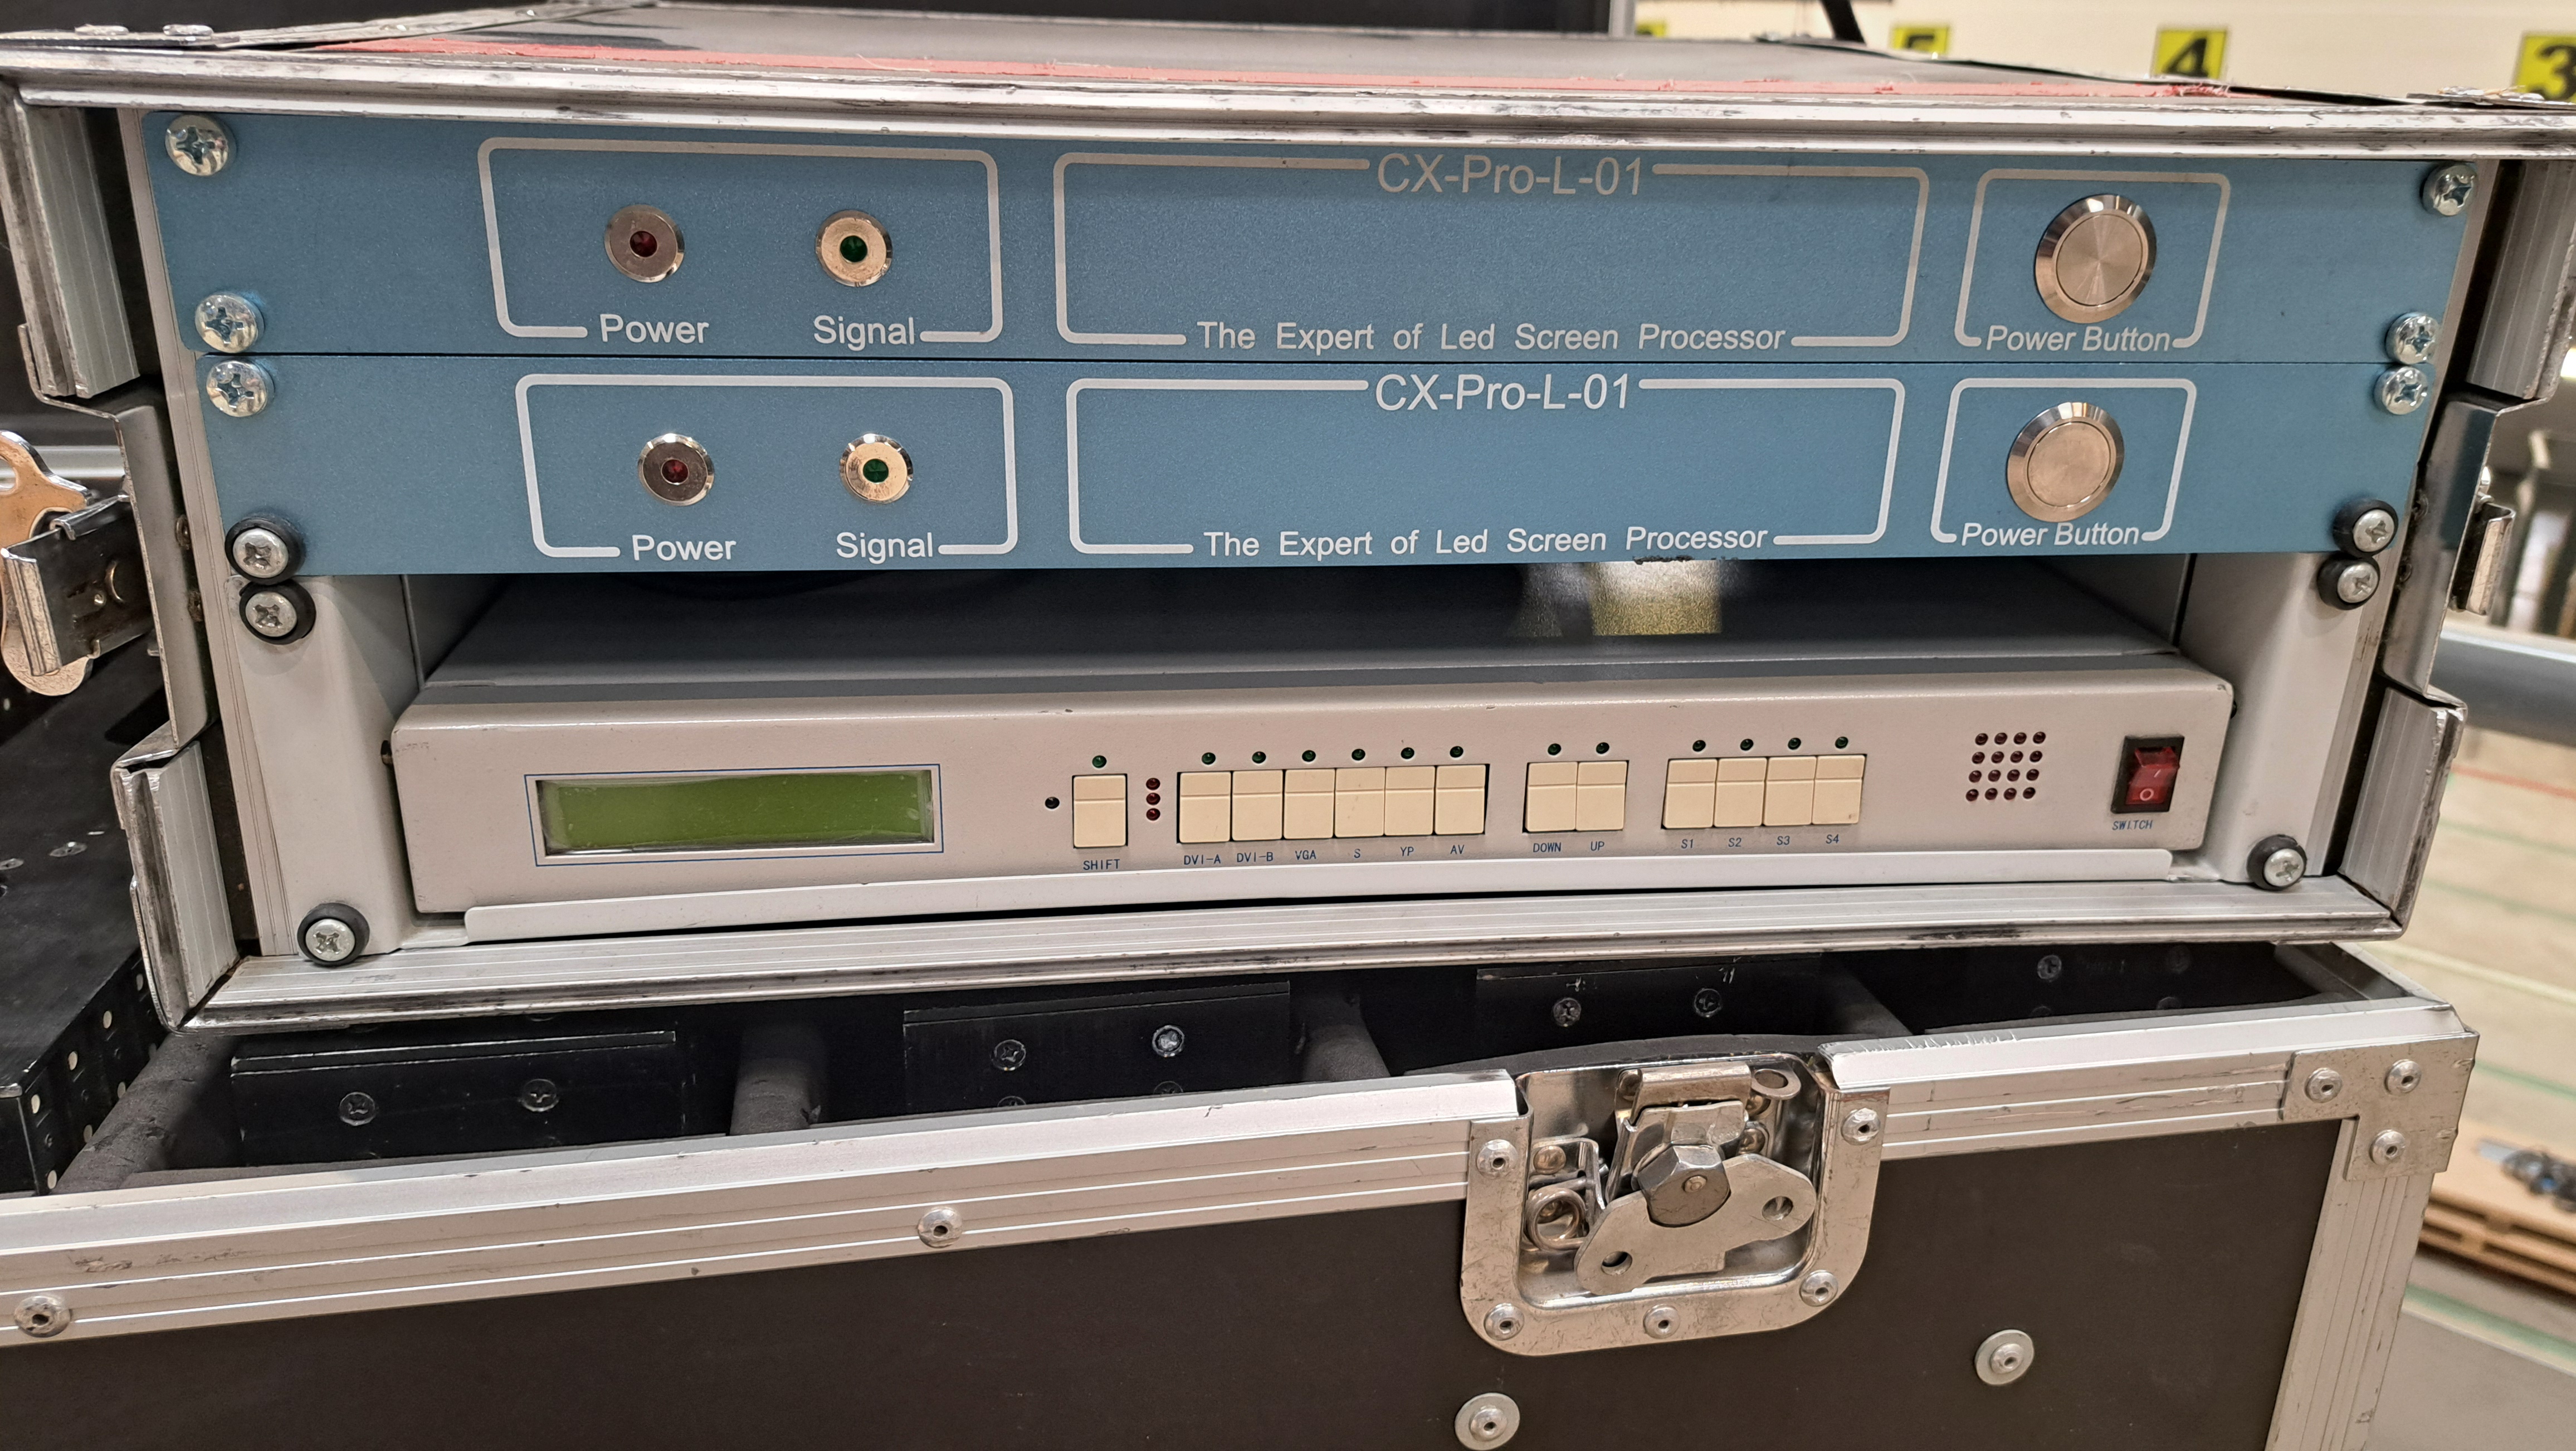 5
4
3
CX-Pro-L-01
Power Signal The Expert of Led Screen Processor Power Button
CX-Pro-L-01
Power Signal The Expert of Led Screen Processor Power Button
SHIFT DVI-A DVI-B VGA S YP AV DOWN UP S1 S2 S3 S4 SWITCH